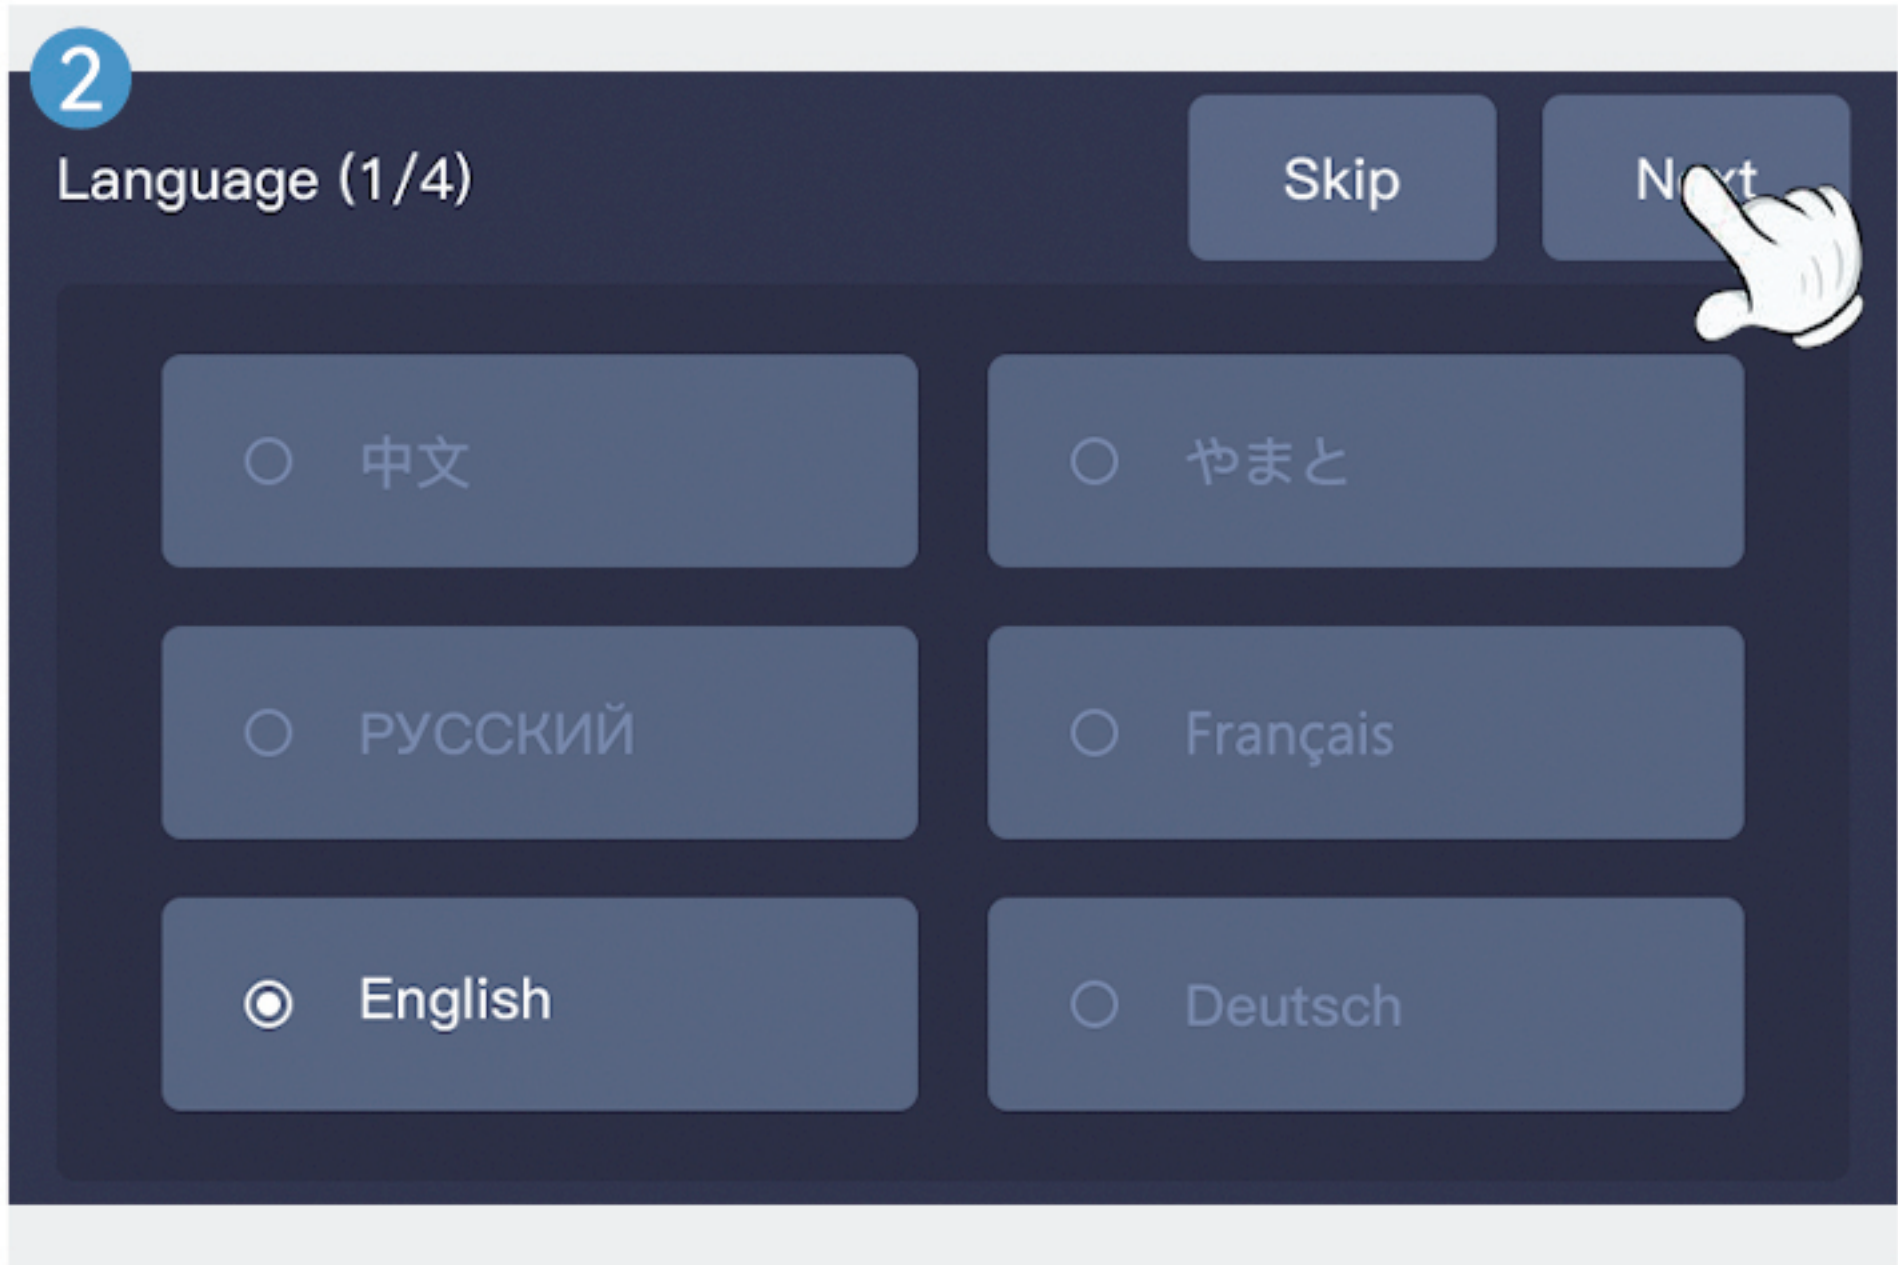 2
Language (1/4)
Skip
Next
中文
やまと
РУССКИЙ
Français
English
Deutsch